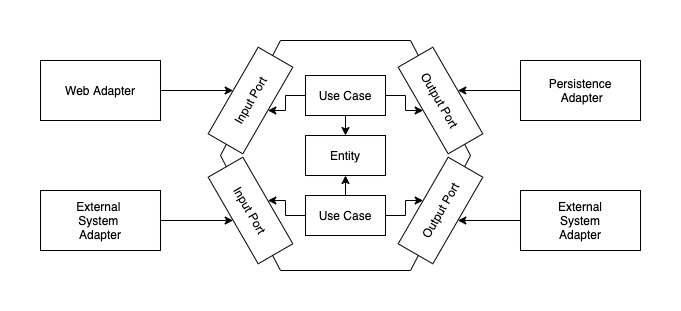 Web Adapter
Input Port
Use Case
Output Port
Persistence
Adapter
Entity
External
System
Adapter
Input Port
Use Case
Output Port
External
System
Adapter